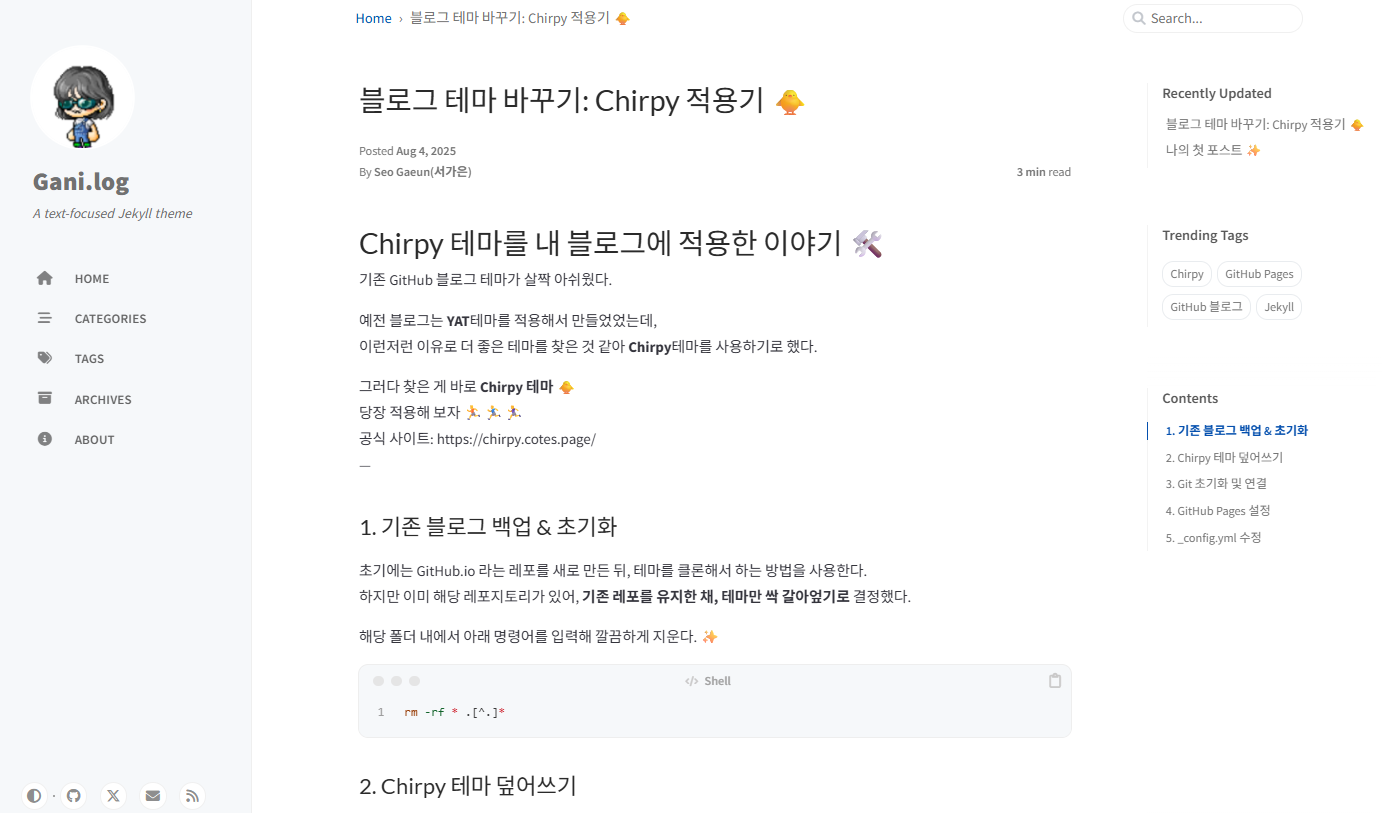 Gani.log
A text-focused Jekyll theme
HOME
CATEGORIES
TAGS
ARCHIVES
ABOUT
Home › 블로그 테마 바꾸기: Chirpy 적용기 🐥
Search...
블로그 테마 바꾸기: Chirpy 적용기 🐥
Posted Aug 4, 2025
By Seo Gaeun(서가은)
3 min read
Chirpy 테마를 내 블로그에 적용한 이야기 🛠️
기존 GitHub 블로그 테마가 살짝 아쉬웠다.
예전 블로그는 YAT테마를 적용해서 만들었었는데,
이런저런 이유로 더 좋은 테마를 찾은 것 같아 Chirpy테마를 사용하기로 했다.
그러다 찾은 게 바로 Chirpy 테마 🐥
당장 적용해 보자 🏃🏃‍♂️🏃‍♀️
공식 사이트: https://chirpy.cotes.page/
—
1. 기존 블로그 백업 & 초기화
초기에는 GitHub.io 라는 레포를 새로 만든 뒤, 테마를 클론해서 하는 방법을 사용한다.
하지만 이미 해당 레포지토리가 있어, 기존 레포를 유지한 채, 테마만 싹 갈아엎기로 결정했다.
해당 폴더 내에서 아래 명령어를 입력해 깔끔하게 지운다. ✨
</> Shell
1 rm -rf * .[^.]*
2. Chirpy 테마 덮어쓰기
Recently Updated
블로그 테마 바꾸기: Chirpy 적용기 🐥
나의 첫 포스트 ✨
Trending Tags
Chirpy
GitHub Pages
GitHub 블로그
Jekyll
Contents
1. 기존 블로그 백업 & 초기화
2. Chirpy 테마 덮어쓰기
3. Git 초기화 및 연결
4. GitHub Pages 설정
5. _config.yml 수정